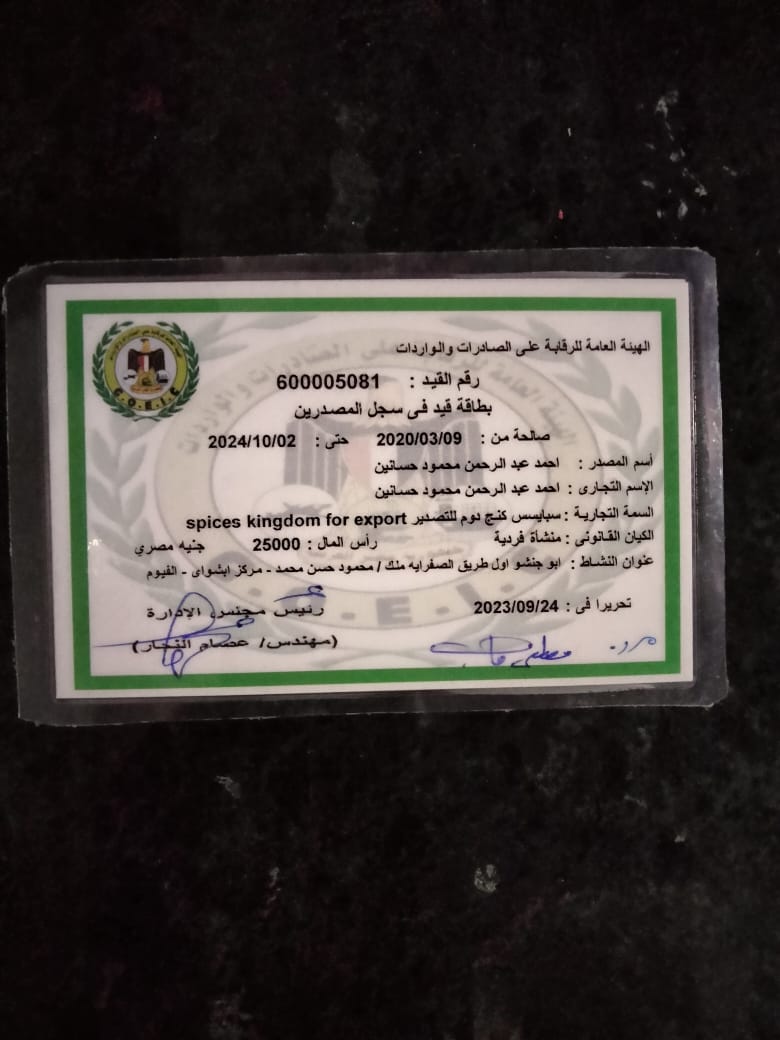 الهيئة العامة للرقابة على الصادرات والواردات
رقم القيد : 600005081
بطاقة قيد فى سجل المصدرين
صالحة من : 2020/03/09 حتى : 2024/10/02
أسم المصدر : احمد عبد الرحمن محمود حسانين
الإسم التجارى : احمد عبد الرحمن محمود حسانين
السمة التجارية : سبايسس كنج دوم للتصدير spices kingdom for export
الكيان القانونى : منشأة فردية رأس المال : 25000 جنيه مصري
عنوان النشاط : ابو جنشو اول طريق الصفرايه ملك / محمود حسن محمد - مركز ابشواى - الفيوم
تحريرا فى : 2023/09/24
رئيس مجلس الإدارة
(مهندس/ عصام النجار)
G.O.E.I.C